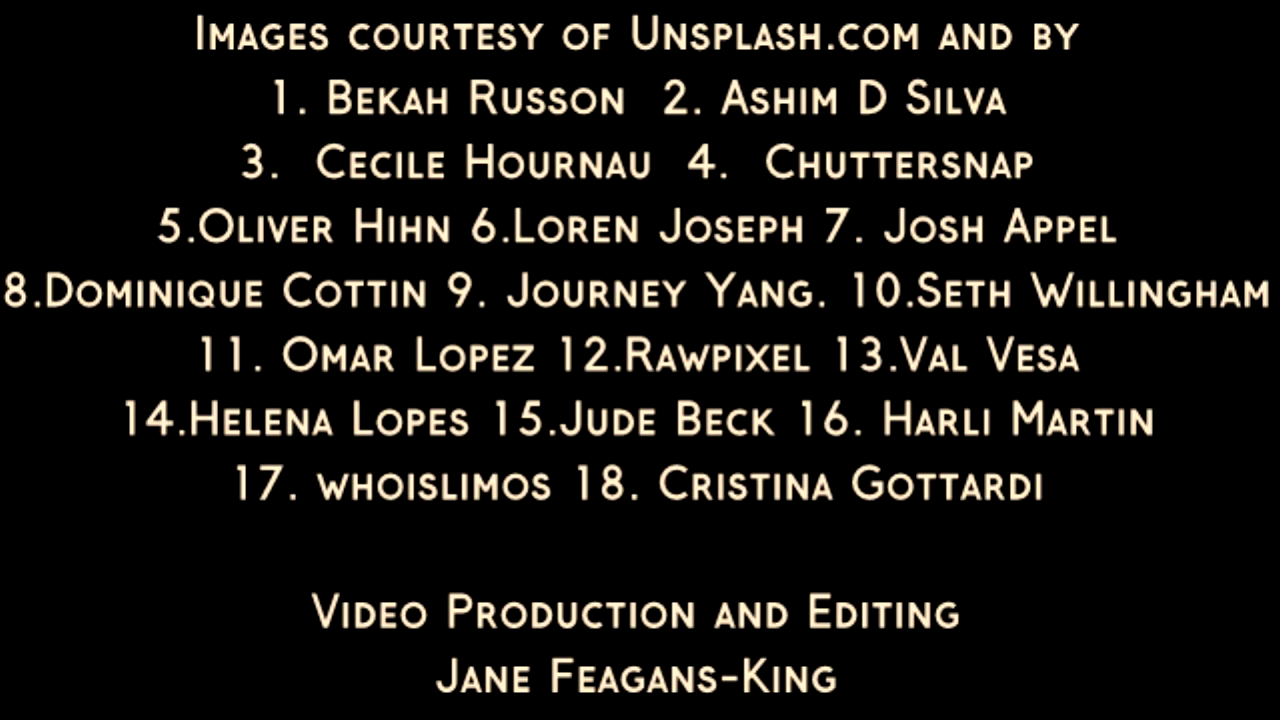 Images courtesy of Unsplash.com and by
1. Bekah Russon 2. Ashim D Silva
3. Cecile Hournau 4. Chuttersnap
5.Oliver Hihn 6.Loren Joseph 7. Josh Appel
8.Dominique Cottin 9. Journey Yang. 10.Seth Willingham
11. Omar Lopez 12.Rawpixel 13.Val Vesa
14.Helena Lopes 15.Jude Beck 16. Harli Martin
17. whoislimos 18. Cristina Gottardi
Video Production and Editing
Jane Feagans-King